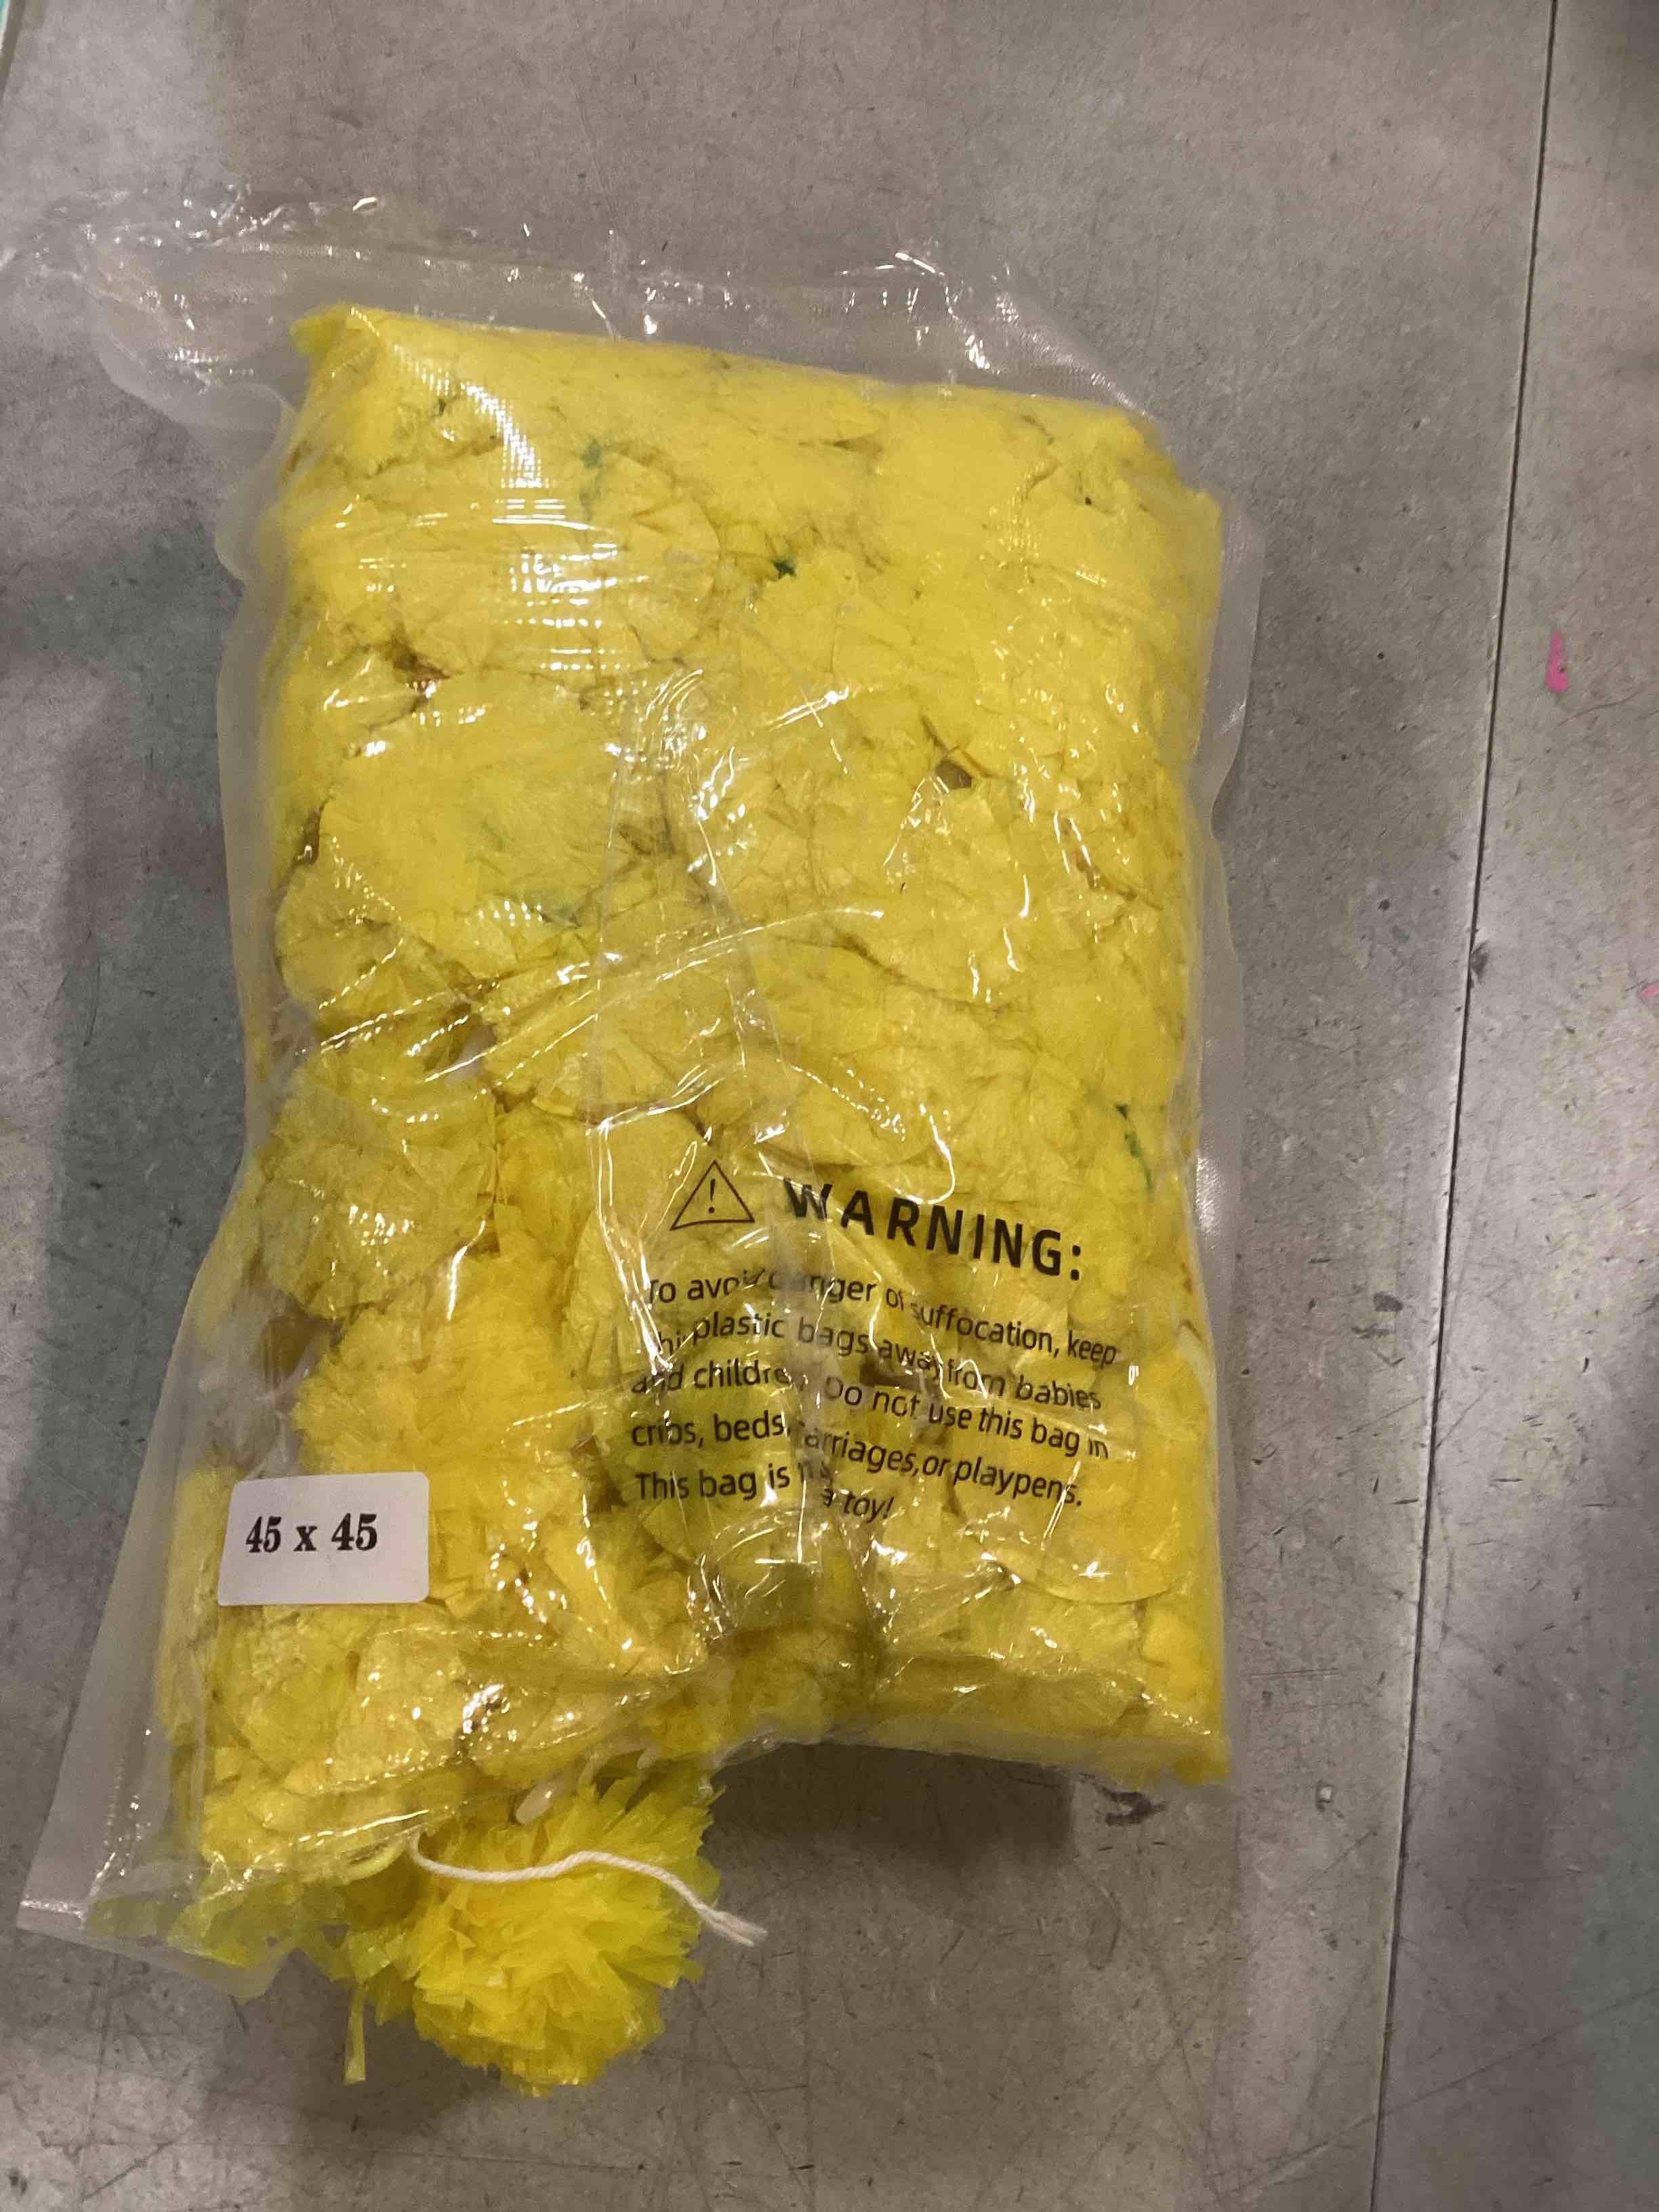 WARNING:
To avoid danger of suffocation, keep
plastic bags away from babies
and children. Do not use this bag in
cribs, beds, carriages, or playpens.
This bag is a toy!
45 x 45